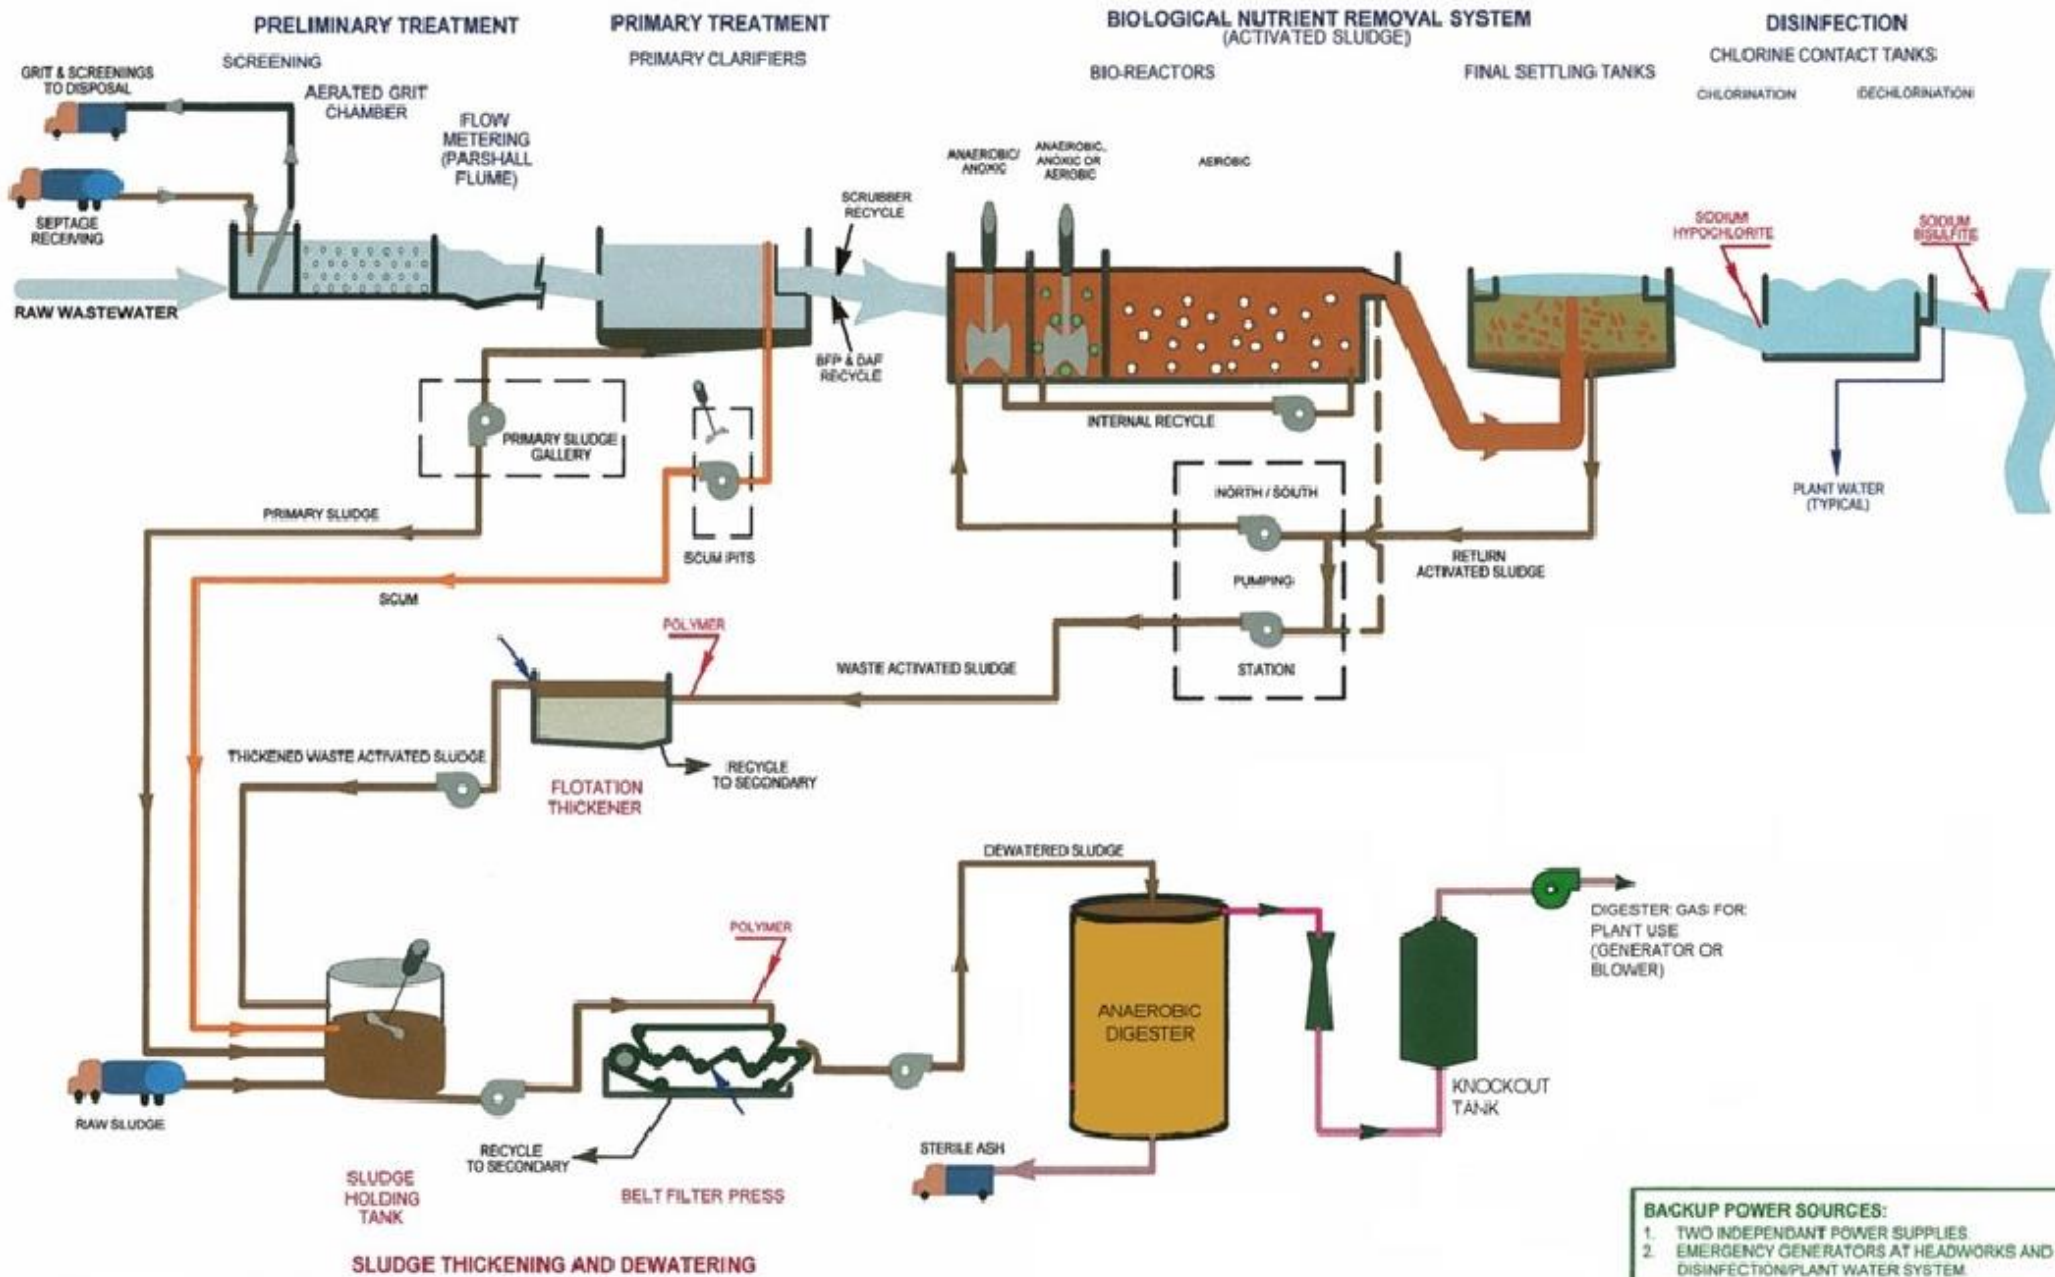 PRELIMINARY TREATMENT
SCREENING
AERATED GRIT
CHAMBER
FLOW
METERING
(PARSHALL
FLUME)
PRIMARY TREATMENT
PRIMARY CLARIFIERS
BIOLOGICAL NUTRIENT REMOVAL SYSTEM
(ACTIVATED SLUDGE)
BIO-REACTORS
FINAL SETTLING TANKS
DISINFECTION
CHLORINE CONTACT TANKS
CHLORINATION
DECHLORINATION
GRIT & SCREENINGS
TO DISPOSAL
SEPTAGE
RECEIVING
RAW WASTEWATER
SCRUBBER
RECYCLE
BFP & DAF
RECYCLE
ANAEROBIC/
ANOXIC
ANAEROBIC,
ANOXIC OR
AEROBIC
AEROBIC
SODIUM
HYPOCHLORITE
SODIUM
BISULFITE
INTERNAL RECYCLE
PRIMARY SLUDGE
GALLERY
PRIMARY SLUDGE
SCUM PITS
SCUM
NORTH / SOUTH
PUMPING
STATION
RETURN
ACTIVATED SLUDGE
PLANT WATER
(TYPICAL)
POLYMER
WASTE ACTIVATED SLUDGE
THICKENED WASTE ACTIVATED SLUDGE
FLOTATION
THICKENER
RECYCLE
TO SECONDARY
DEWATERED SLUDGE
POLYMER
ANAEROBIC
DIGESTER
DIGESTER GAS FOR
PLANT USE
(GENERATOR OR
BLOWER)
KNOCKOUT
TANK
RAW SLUDGE
SLUDGE
HOLDING
TANK
RECYCLE
TO SECONDARY
BELT FILTER PRESS
STERILE ASH
SLUDGE THICKENING AND DEWATERING
BACKUP POWER SOURCES:
1. TWO INDEPENDANT POWER SUPPLIES.
2. EMERGENCY GENERATORS AT HEADWORKS AND
DISINFECTION/PLANT WATER SYSTEM.